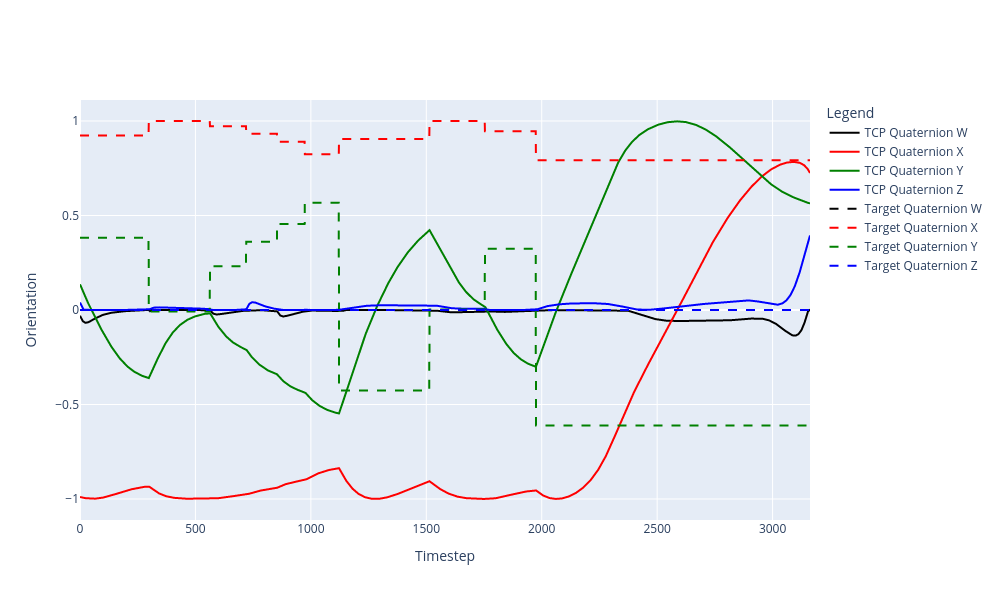 Legend
TCP Quaternion W
TCP Quaternion X
TCP Quaternion Y
TCP Quaternion Z
Target Quaternion W
Target Quaternion X
Target Quaternion Y
Target Quaternion Z
1
0.5
0
−0.5
−1
Orientation
0 500 1000 1500 2000 2500 3000
Timestep